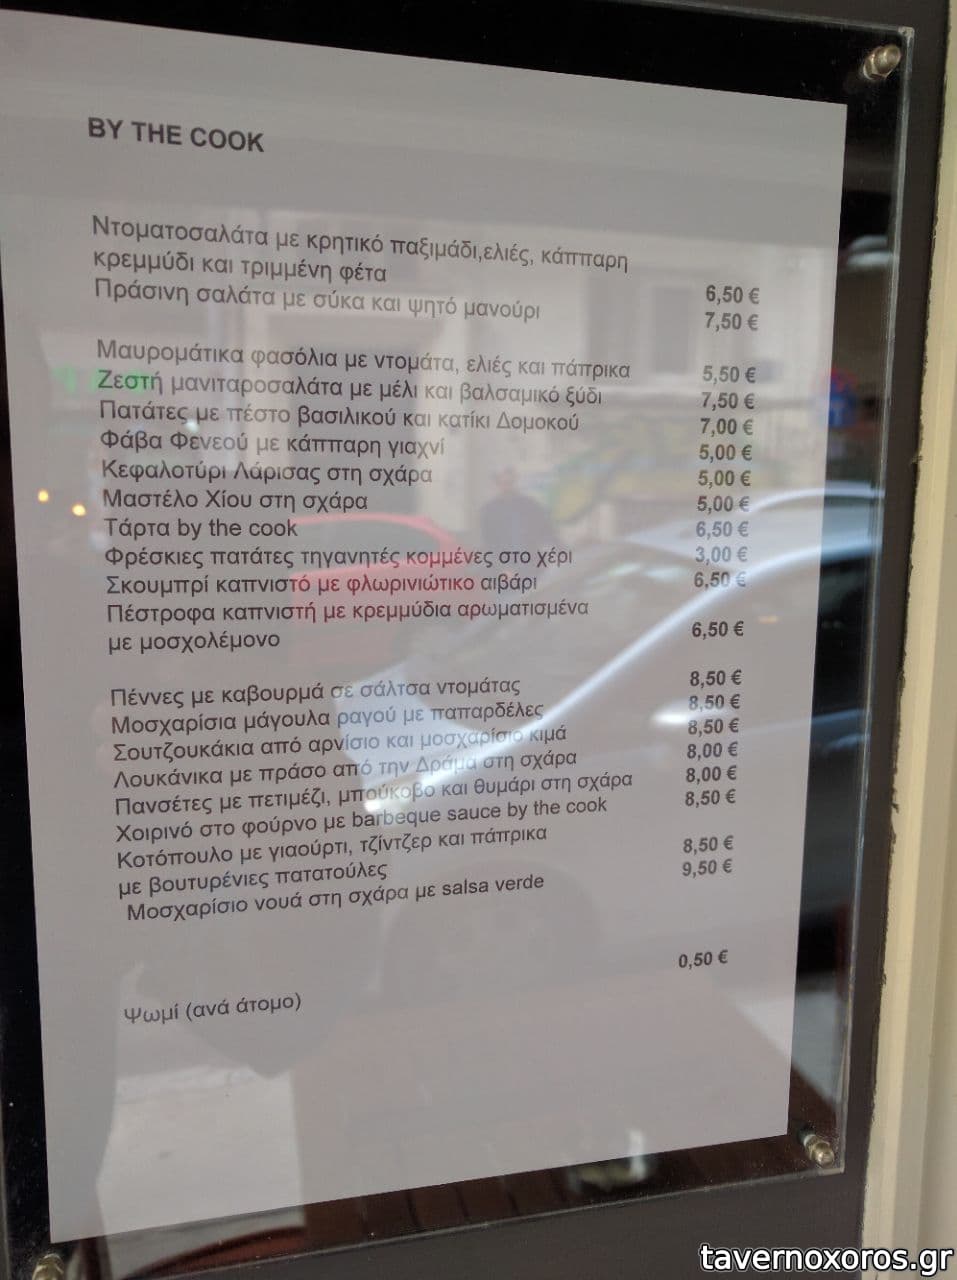 BY THE COOK
Ντοματοσαλάτα με κρητικό παξιμάδι,ελιές, κάππαρη
κρεμμύδι και τριμμένη φέτα 6,50 €
Πράσινη σαλάτα με σύκα και ψητό μανούρι 7,50 €
Μαυρομάτικα φασόλια με ντομάτα, ελιές και πάπρικα 5,50 €
Ζεστή μανιταροσαλάτα με μέλι και βαλσαμικό ξύδι 7,50 €
Πατάτες με πέστο βασιλικού και κατίκι Δομοκού 7,00 €
Φάβα Φενεού με κάππαρη γιαχνί 5,00 €
Κεφαλοτύρι Λάρισας στη σχάρα 5,00 €
Μαστέλο Χίου στη σχάρα 5,00 €
Τάρτα by the cook 6,50 €
Φρέσκιες πατάτες τηγανητές κομμένες στο χέρι 3,00 €
Σκουμπρί καπνιστό με φλωρινιώτικο αιβάρι 6,50 €
Πέστροφα καπνιστή με κρεμμύδια αρωματισμένα
με μοσχολέμονο 6,50 €
Πέννες με καβουρμά σε σάλτσα ντομάτας 8,50 €
Μοσχαρίσια μάγουλα ραγού με παπαρδέλες 8,50 €
Σουτζουκάκια από αρνίσιο και μοσχαρίσιο κιμά 8,50 €
Λουκάνικα με πράσο από την Δράμα στη σχάρα 8,00 €
Πανσέτες με πετιμέζι, μπούκοβο και θυμάρι στη σχάρα 8,00 €
Χοιρινό στο φούρνο με barbeque sauce by the cook 8,50 €
Κοτόπουλο με γιαούρτι, τζίντζερ και πάπρικα
με βουτυρένιες πατατούλες 8,50 €
Μοσχαρίσιο νουά στη σχάρα με salsa verde 9,50 €
Ψωμί (ανά άτομο) 0,50 €
tavernoxoros.gr